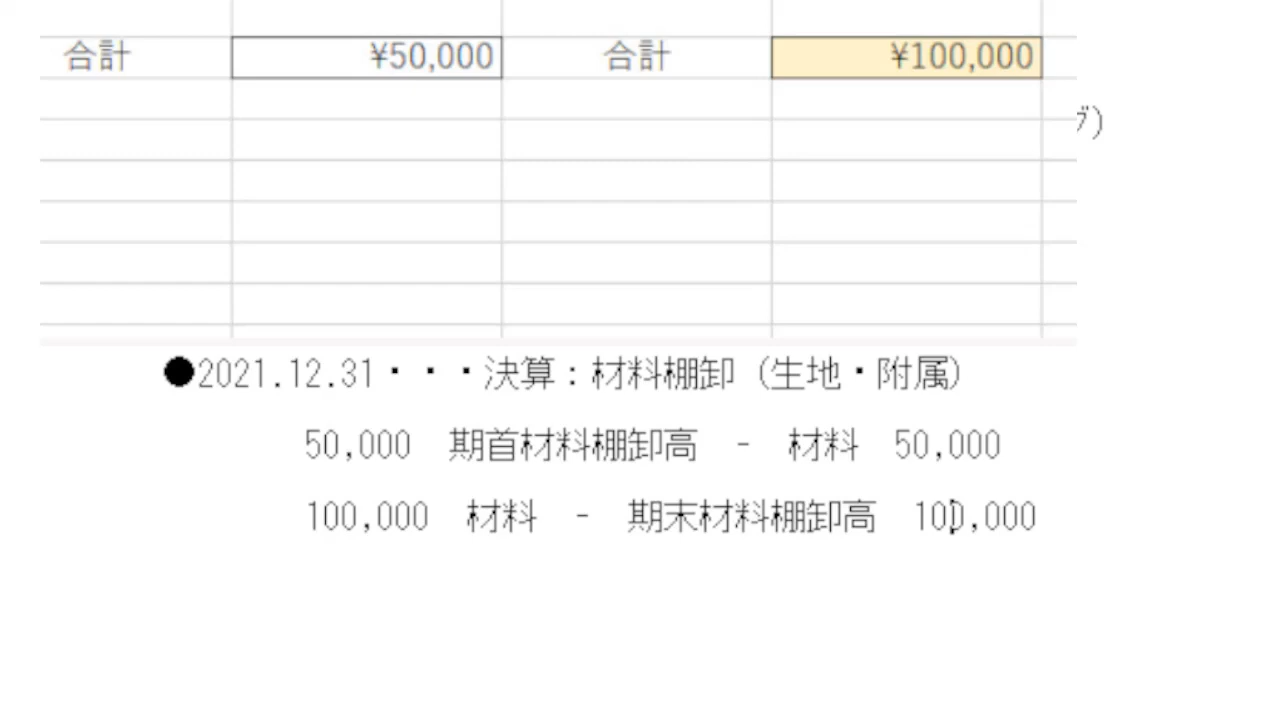 合計 ¥50,000 合計 ¥100,000
ブ)
●2021.12.31・・・決算：材料棚卸（生地・附属）
50,000 期首材料棚卸高 - 材料 50,000
100,000 材料 - 期末材料棚卸高 100,000